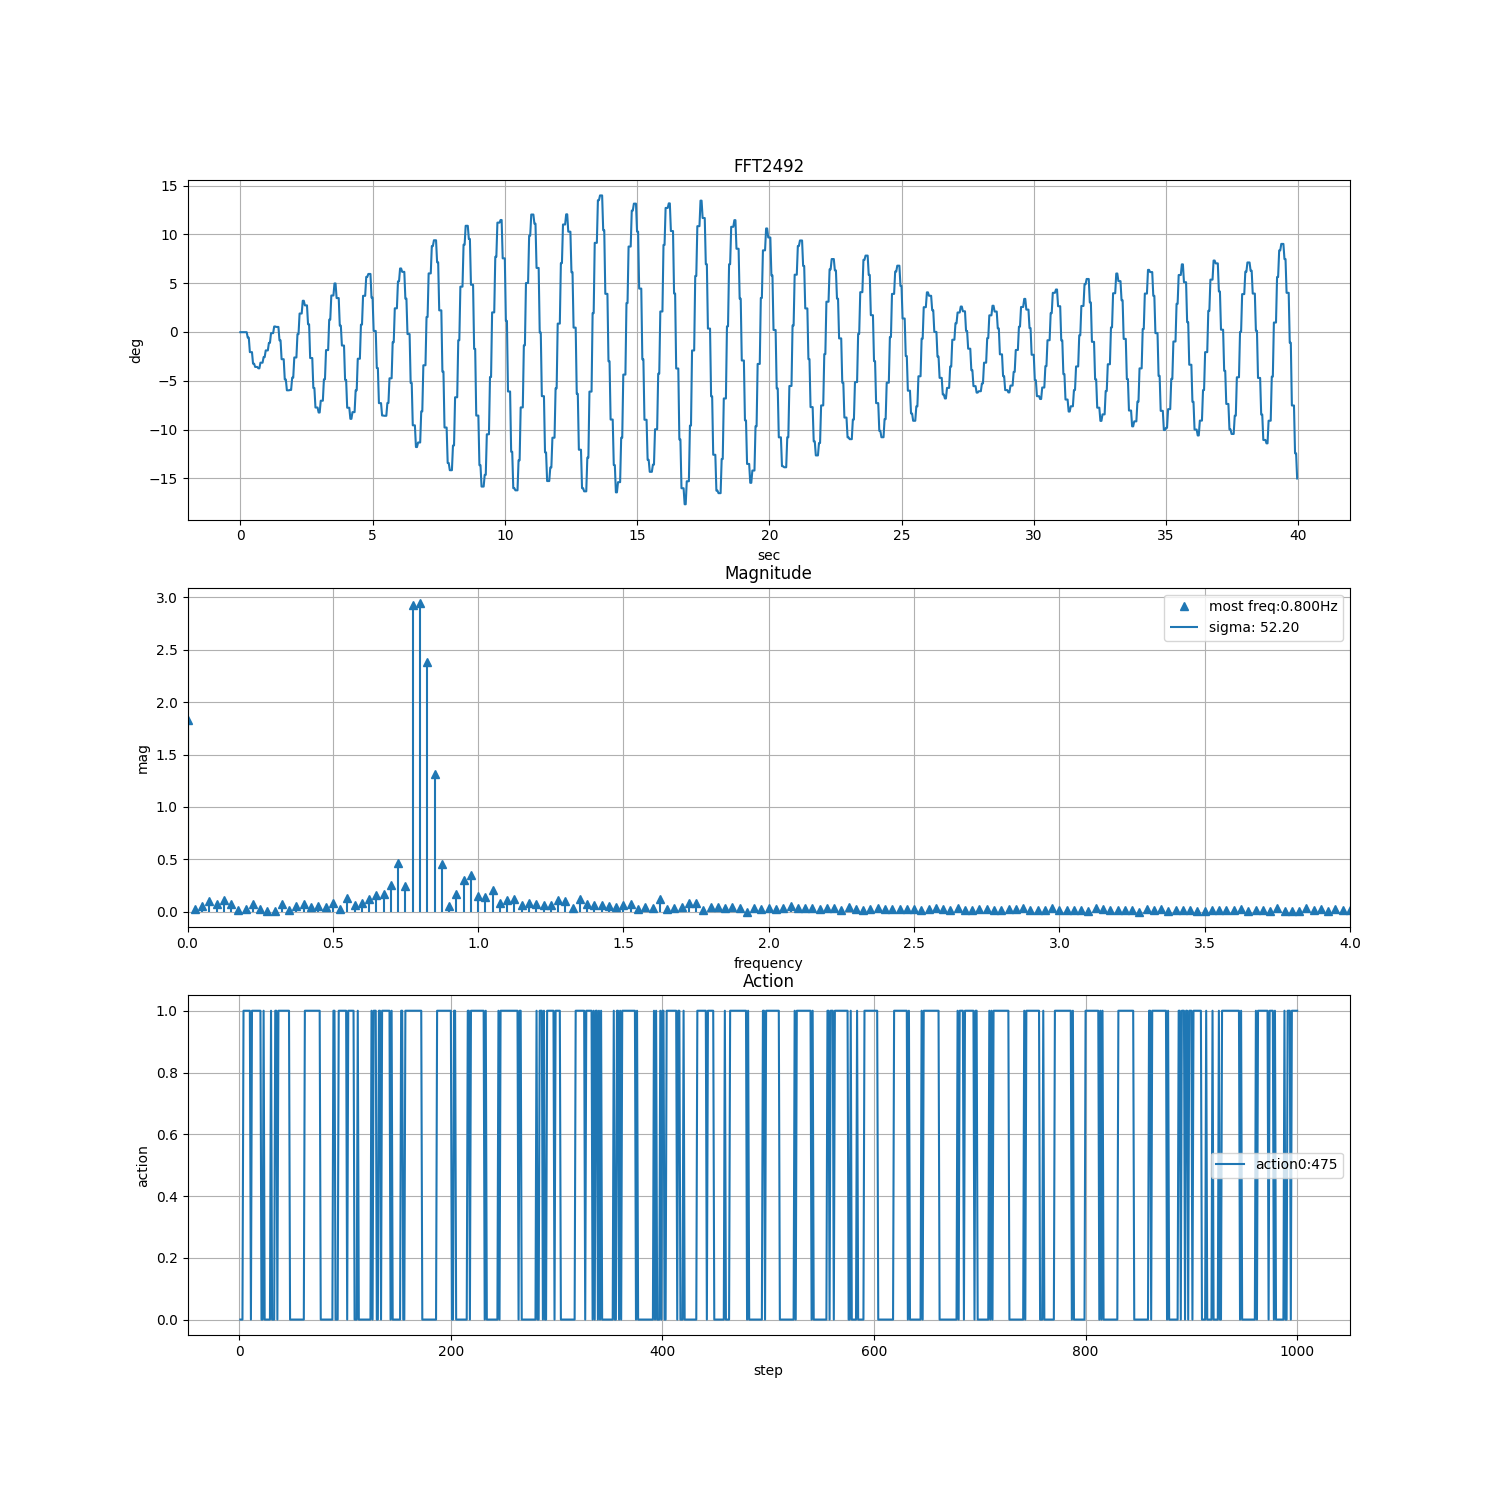 FFT2492
15
10
5
0
−5
−10
−15
deg
0 5 10 15 20 25 30 35 40
sec
Magnitude
3.0
2.5
2.0
1.5
1.0
0.5
0.0
mag
most freq:0.800Hz
sigma: 52.20
0.0 0.5 1.0 1.5 2.0 2.5 3.0 3.5 4.0
frequency
Action
1.0
0.8
0.6
0.4
0.2
0.0
action
action0:475
0 200 400 600 800 1000
step